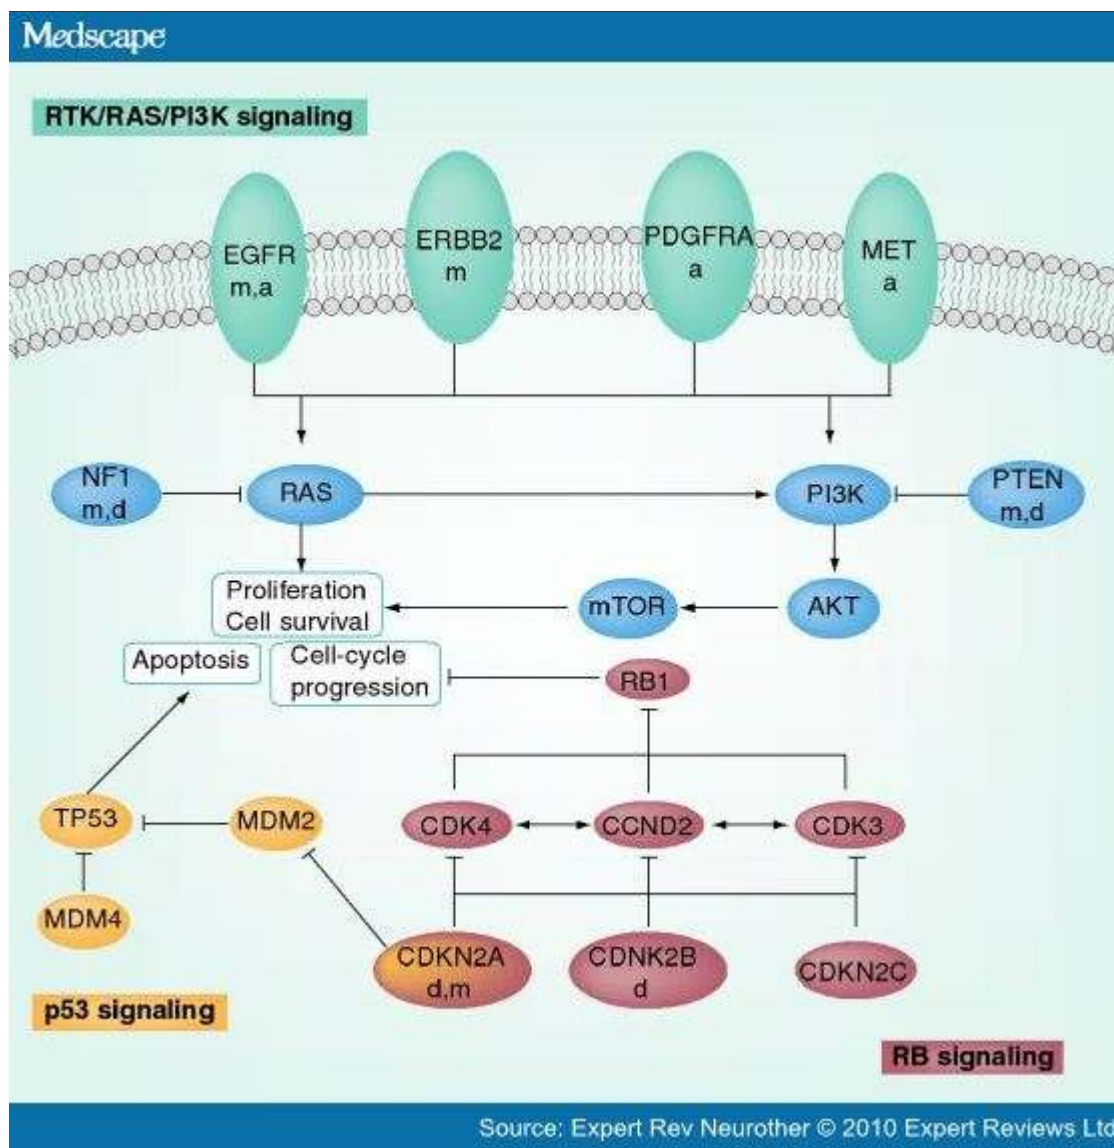 Medscape
RTK/RAS/PI3K signaling
EGFR
m,a
ERBB2
m
PDGFRA
a
MET
a
NF1
m,d
RAS
PI3K
PTEN
m,d
Proliferation
Cell survival
mTOR
AKT
Apoptosis
Cell-cycle
progression
RB1
TP53
MDM2
CDK4
CCND2
CDK3
MDM4
CDKN2A
d,m
CDNK2B
d
CDKN2C
p53 signaling
RB signaling
Source: Expert Rev Neurother © 2010 Expert Reviews Ltd